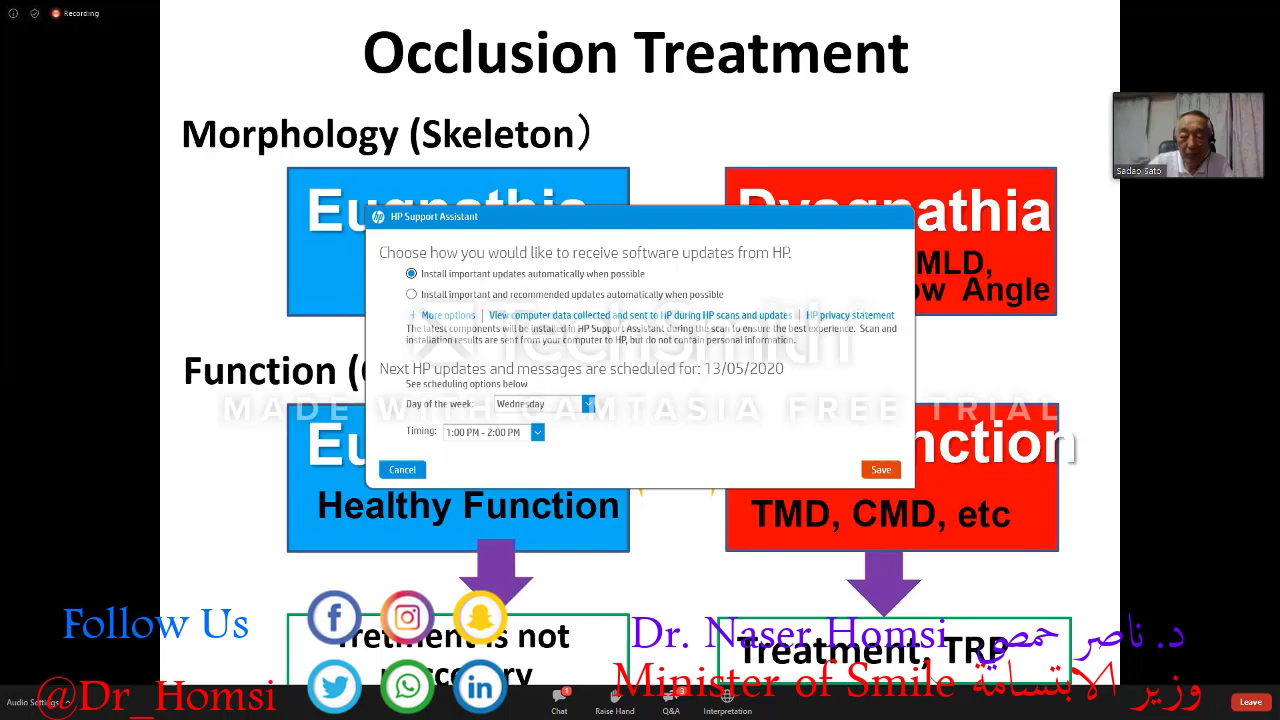 Recording
Occlusion Treatment
Morphology (Skeleton）
Eugnathia
Dysgnathia
MLD,
Low Angle
Sadao Sato
HP Support Assistant
Choose how you would like to receive software updates from HP.
Install important updates automatically when possible
Install important and recommended updates automatically when possible
+ More options | View computer data collected and sent to HP during HP scans and updates | HP privacy statement
The latest components will be installed in HP Support Assistant during the scan to ensure the best experience. Scan and
installation results are sent from your computer to HP, but do not contain personal information.
Next HP updates and messages are scheduled for: 13/05/2020
See scheduling options below
Day of the week: Wednesday
Timing: 1:00 PM - 2:00 PM
Cancel
Save
TechSmith
MADE WITH CAMTASIA FREE TRIAL
Function (
Eu
nction
Healthy Function
TMD, CMD, etc
Tretment is not
neccecery
Treatment, TRP
Follow Us
@Dr_Homsi
Dr. Naser Homsi د. ناصر حمصي
Minister of Smile وزير الابتسامة
Audio Settings
Chat
1
Raise Hand
Q&A
3
Interpretation
Leave